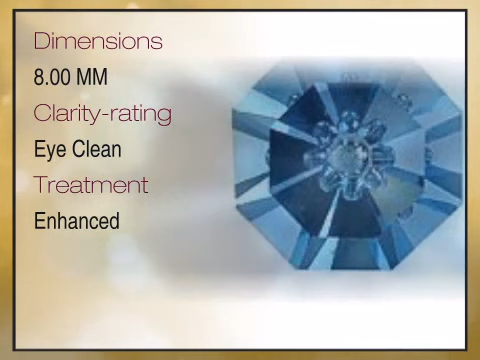 Dimensions
8.00 MM
Clarity-rating
Eye Clean
Treatment
Enhanced